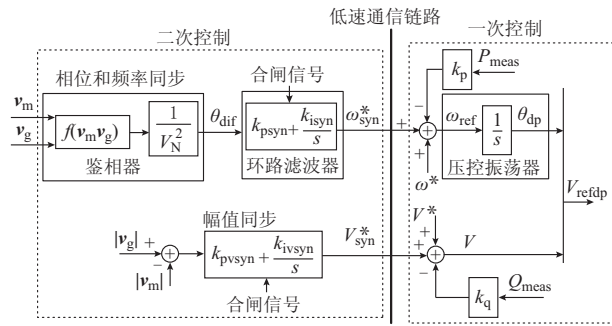 低速通信链路
二次控制
一次控制
相位和频率同步
合闸信号
k_p
P_meas
v_m
v_g
f(v_m v_g)
1/V_N^2
θ_dif
k_psyn + k_isyn/s
ω*_syn
ω_ref
1/s
θ_dp
鉴相器
环路滤波器
压控振荡器
ω*
V_refdp
幅值同步
V*
|v_g|
|v_m|
k_pvsyn + k_ivsyn/s
V*_syn
V
合闸信号
k_q
Q_meas